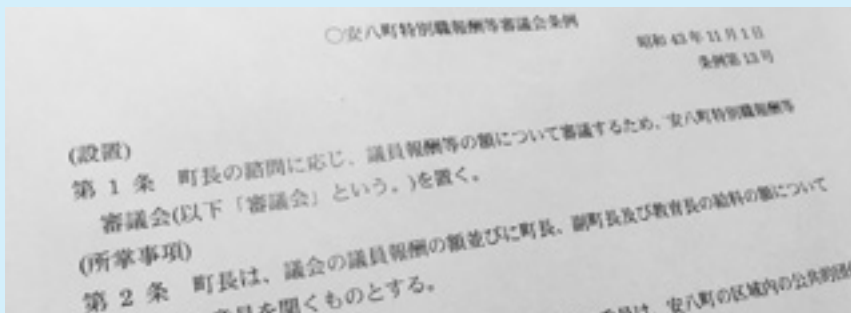 ○安八町特別職報酬等審議会条例
昭和 43 年 11 月 1 日
条例第 13 号
(設置)
第 1 条 町長の諮問に応じ、議員報酬等の額について審議するため、安八町特別職報酬等
審議会(以下「審議会」という。)を置く。
(所掌事項)
第 2 条 町長は、議会の議員報酬の額並びに町長、副町長及び教育長の給料の額について
意見を聞くものとする。
委員は、安八町の区域内の公共的団体